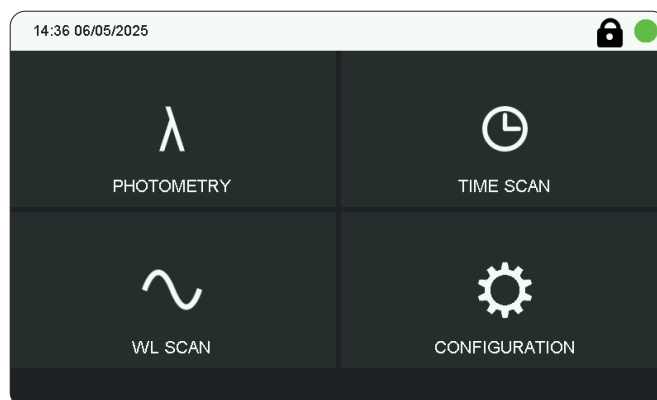 14:36 06/05/2025
λ
PHOTOMETRY
TIME SCAN
WL SCAN
CONFIGURATION